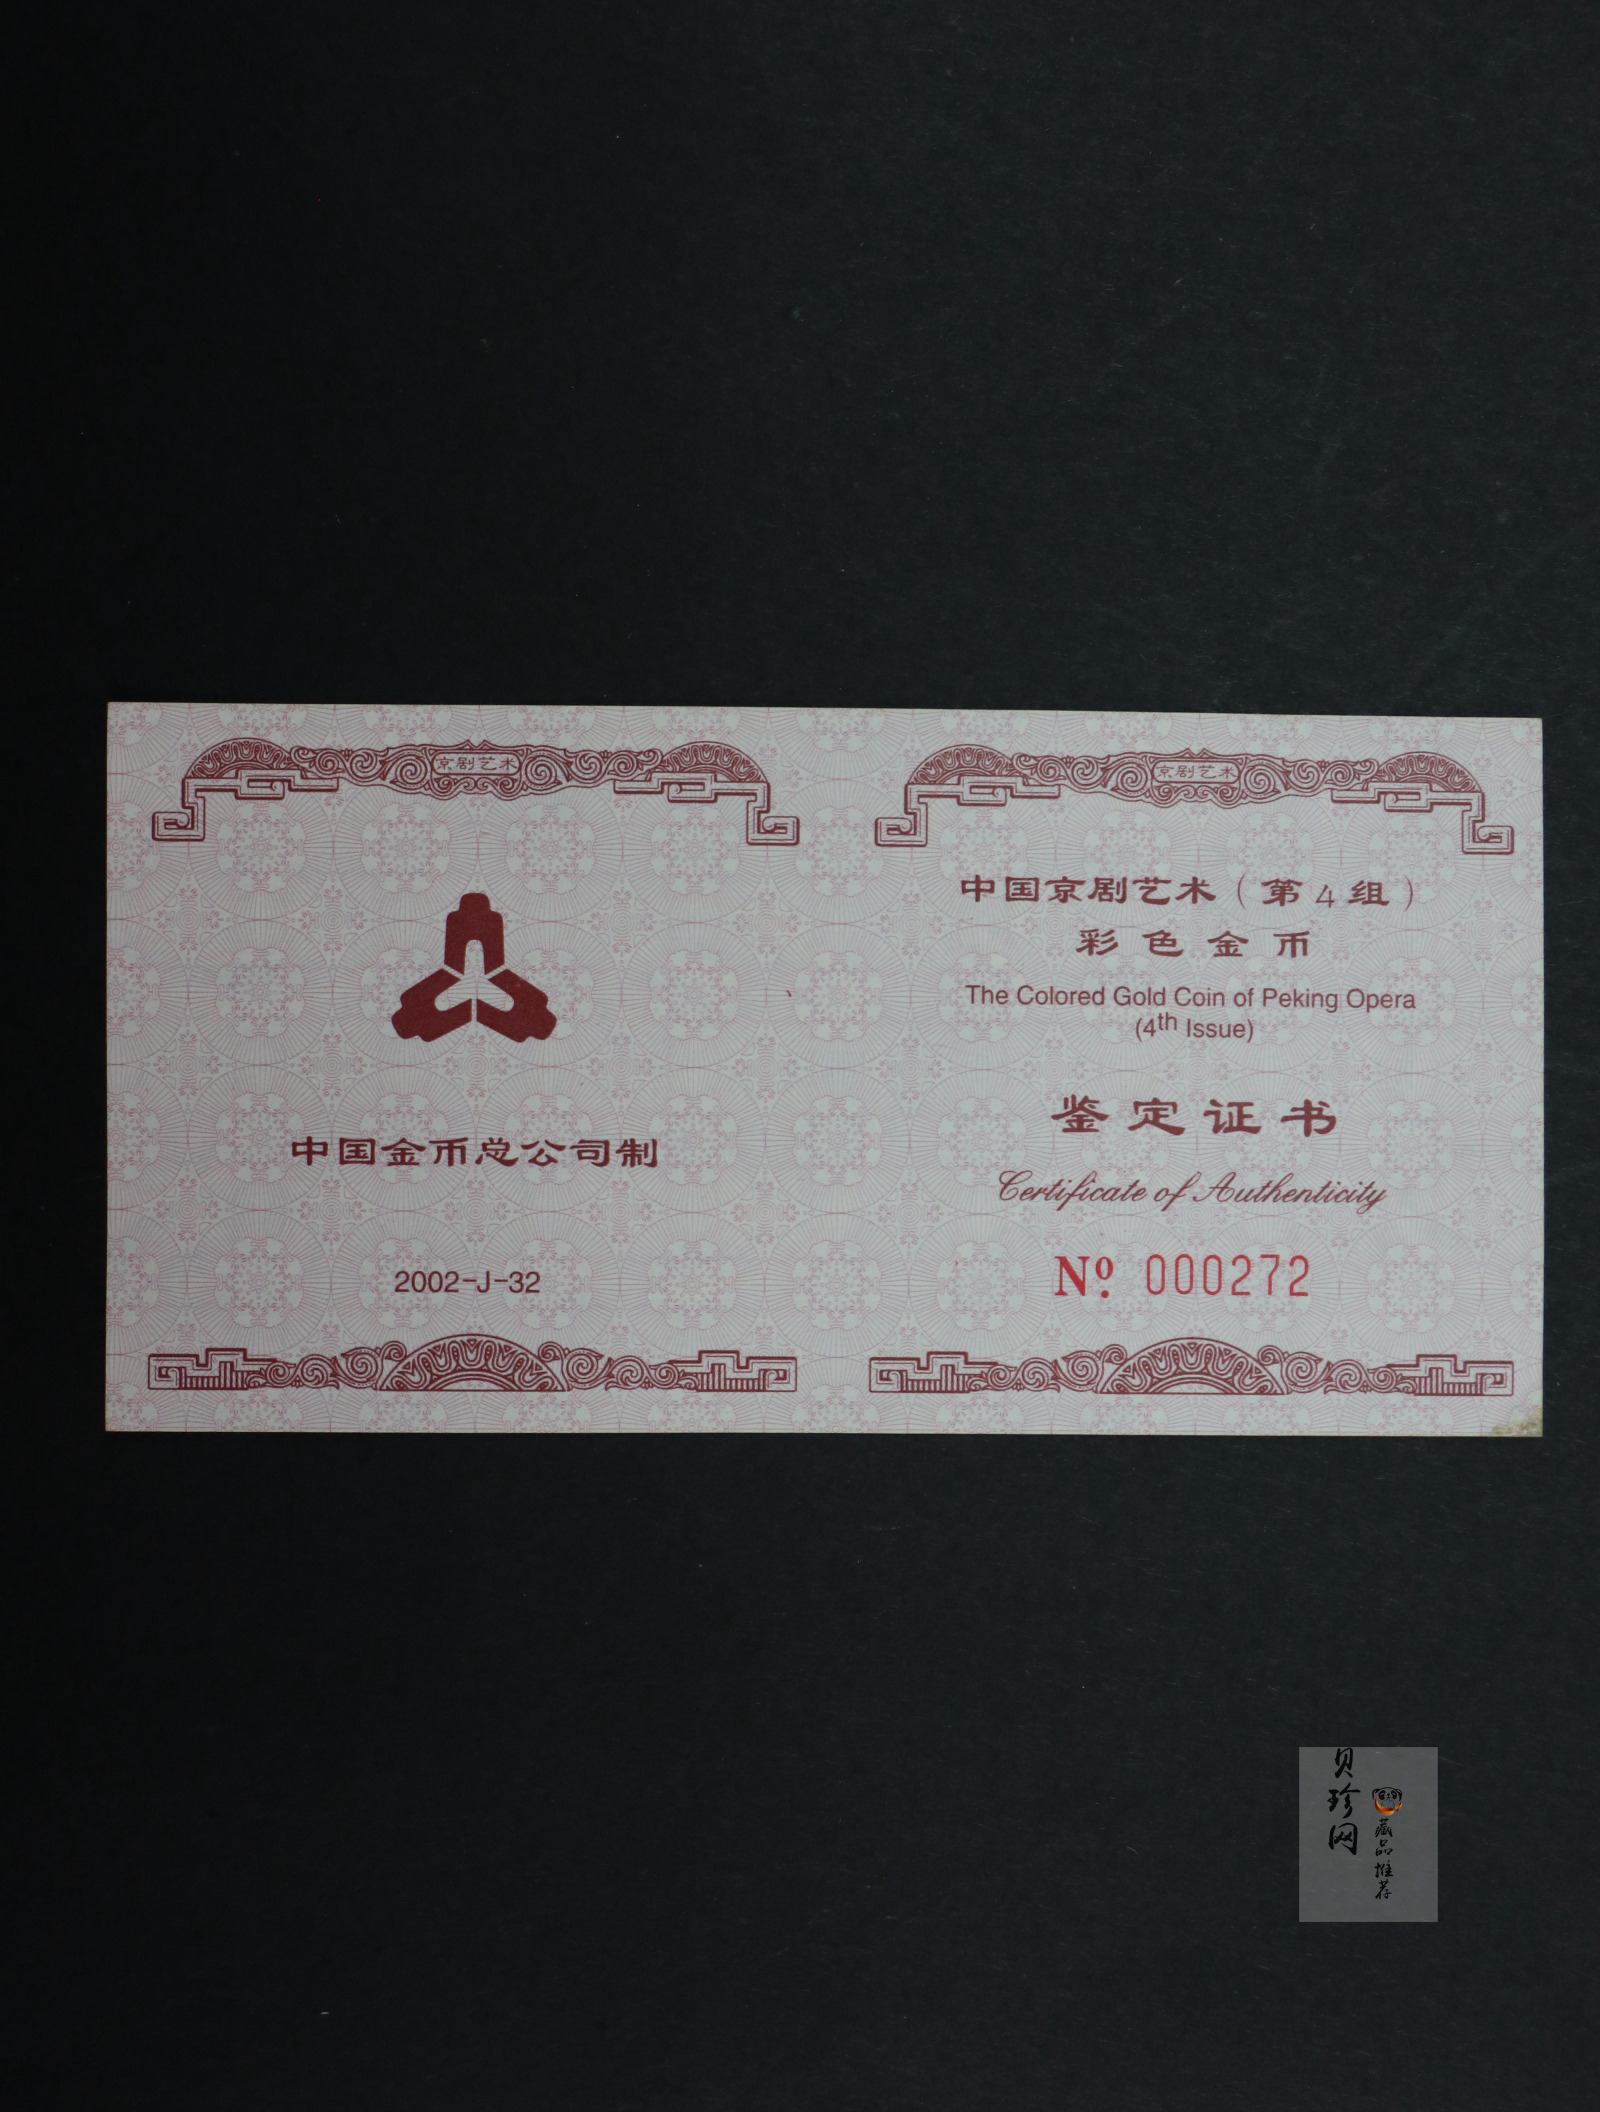 京剧艺术
中国金币总公司制
2002-J-32
京剧艺术
中国京剧艺术（第4组）
彩色金币
The Colored Gold Coin of Peking Opera
(4th Issue)
鉴定证书
Certificate of Authenticity
Nº 000272
贝珍网
藏品推荐